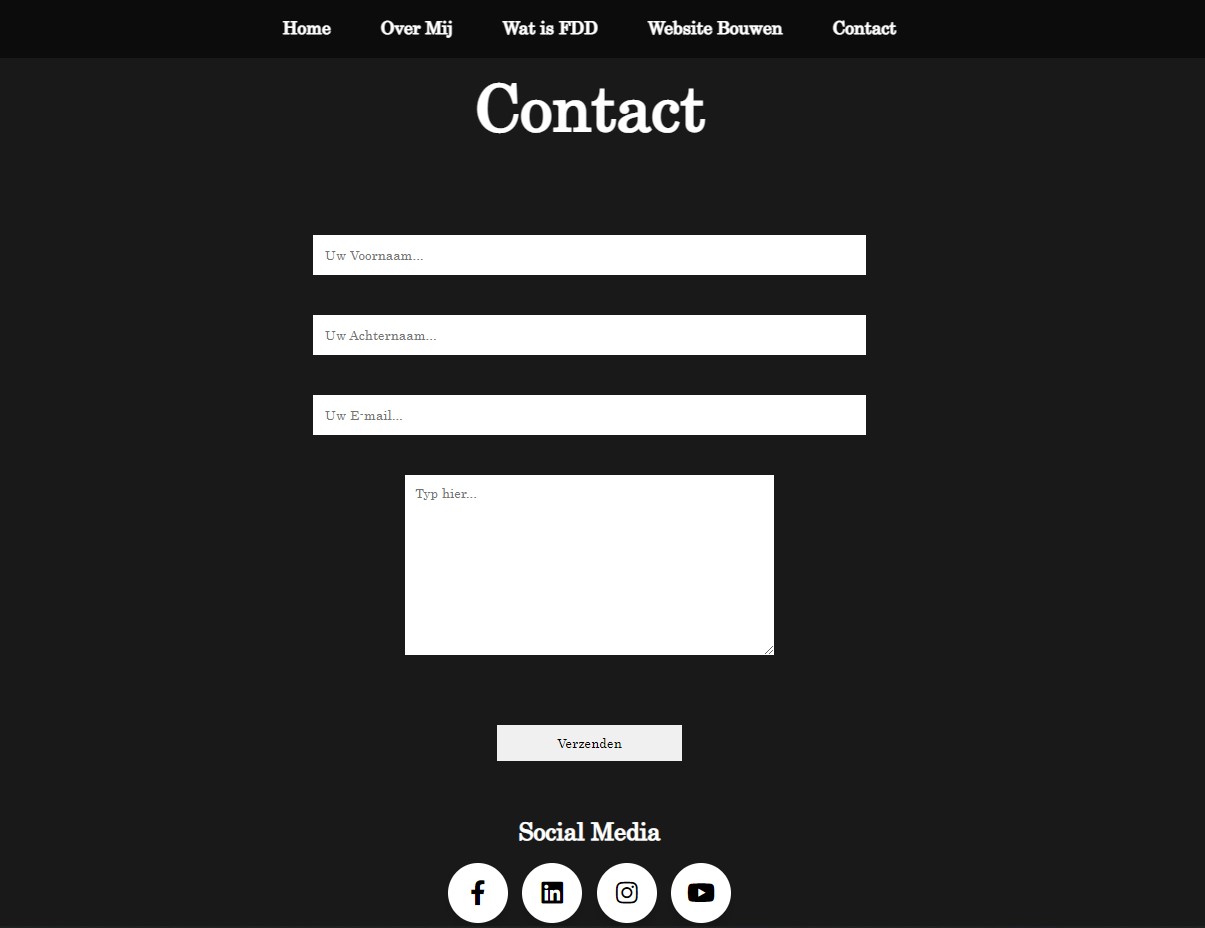 Home Over Mij Wat is FDD Website Bouwen Contact
Contact
Uw Voornaam...
Uw Achternaam...
Uw E-mail...
Typ hier...
Verzenden
Social Media